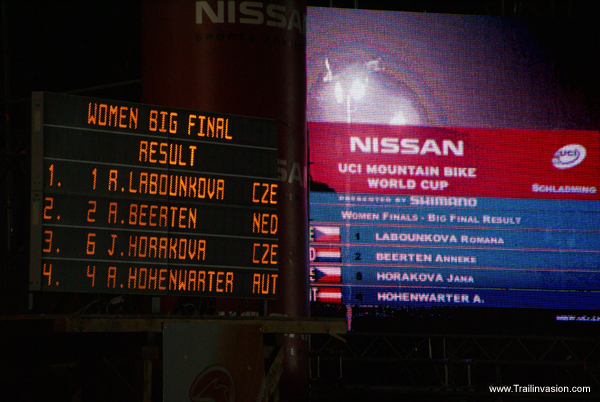 NISSAN
WOMEN BIG FINAL
RESULT
1. 1 R.LABOUNKOVA CZE
2. 2 A.BEERTEN NED
3. 6 J.HORAKOVA CZE
4. 4 A.HOHENWARTER AUT
NISSAN
UCI MOUNTAIN BIKE
WORLD CUP
uci
SCHLADMING
PRESENTED BY SHIMANO
WOMEN FINALS - BIG FINAL RESULT
1 LABOUNKOVA ROMANA
2 BEERTEN ANNEKE
6 HORAKOVA JANA
4 HOHENWARTER A.
www.Trailinvasion.com